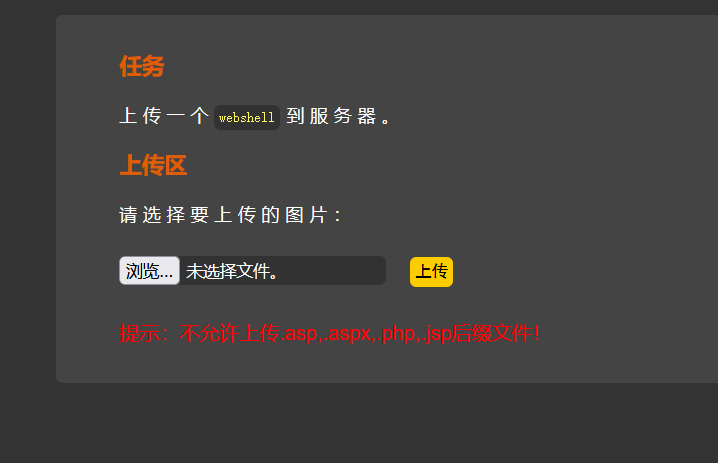 任务
上传一个 webshell 到服务器。
上传区
请选择要上传的图片：
浏览... 未选择文件。 上传
提示：不允许上传.asp,.aspx,.php,.jsp后缀文件！